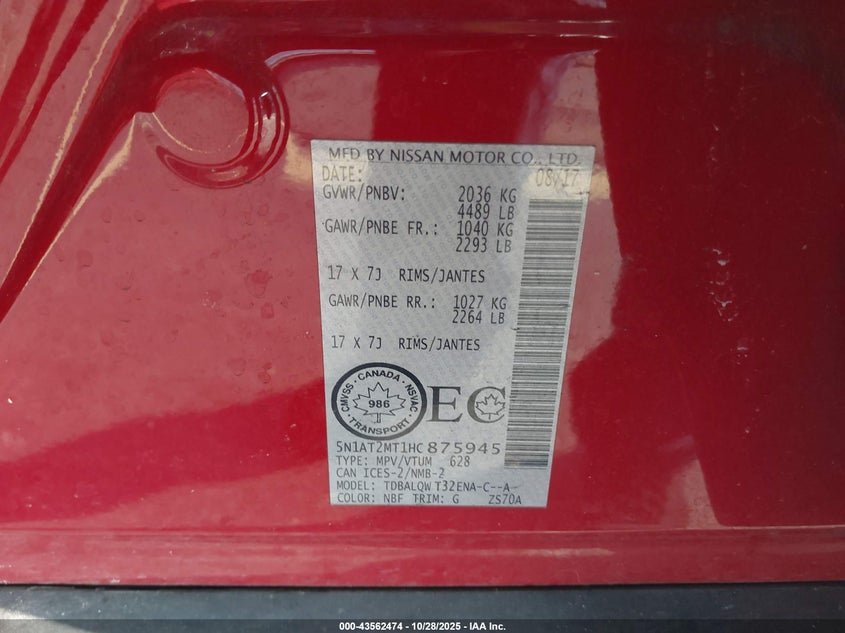 MFD BY NISSAN MOTOR CO., LTD.
DATE: 08/17
GVWR/PNBV: 2036 KG
4489 LB
GAWR/PNBE FR.: 1040 KG
2293 LB
17 X 7J RIMS/JANTES
GAWR/PNBE RR.: 1027 KG
2264 LB
17 X 7J RIMS/JANTES
CMVSS · CANADA · NSVAC
986
TRANSPORT
EC
5N1AT2MT1HC875945
TYPE: MPV/VTUM 628
CAN ICES-2/NMB-2
MODEL: TDBALQW T32ENA-C--A-
COLOR: NBF TRIM: G ZS70A
000-43562474 | 10/28/2025 - IAA Inc.